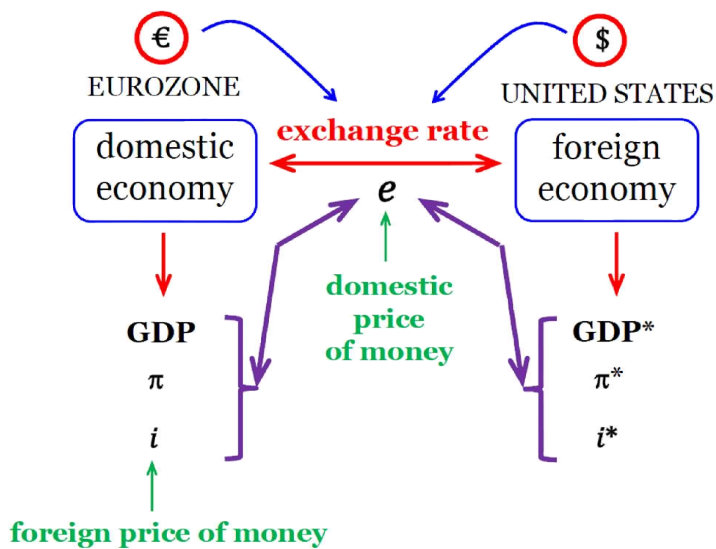 €
$
EUROZONE
UNITED STATES
domestic
economy
exchange rate
e
foreign
economy
domestic
price
of money
GDP
π
i
GDP*
π*
i*
foreign price of money